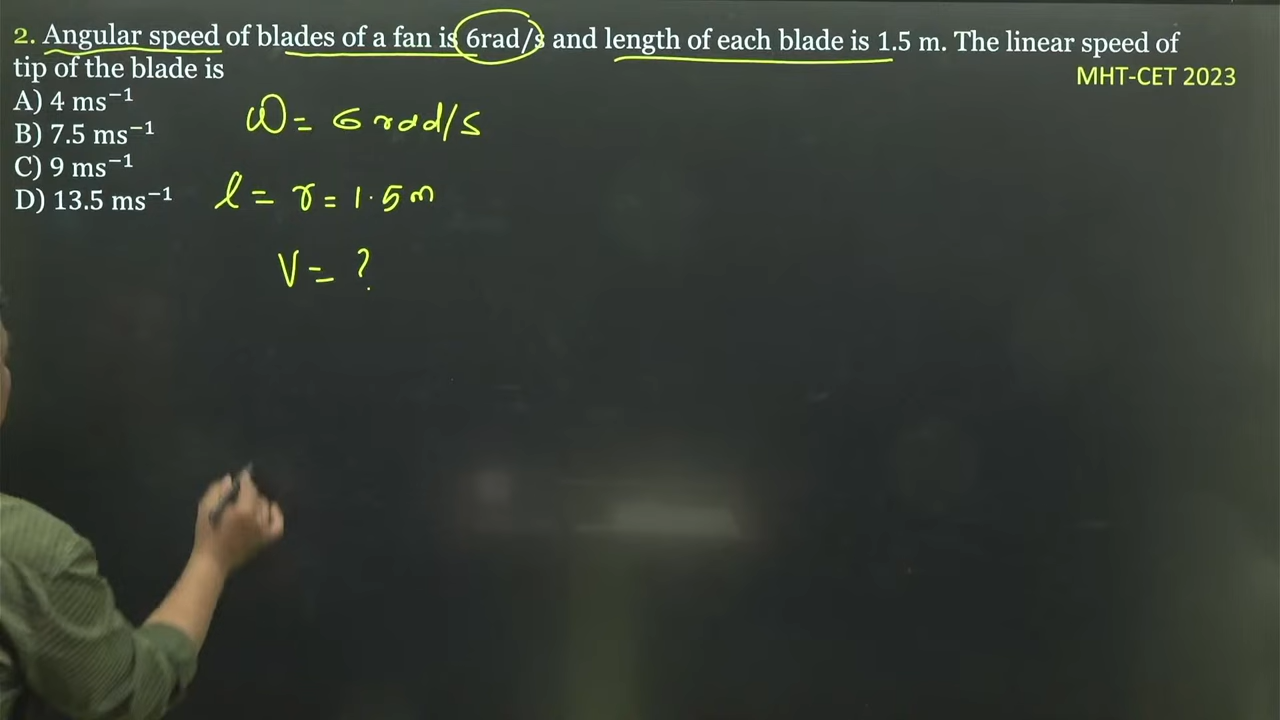 2. Angular speed of blades of a fan is 6rad/s and length of each blade is 1.5 m. The linear speed of
tip of the blade is
MHT-CET 2023
A) 4 ms⁻¹
B) 7.5 ms⁻¹
C) 9 ms⁻¹
D) 13.5 ms⁻¹
ω = 6 rad/s
l = r = 1.5 m
V = ?